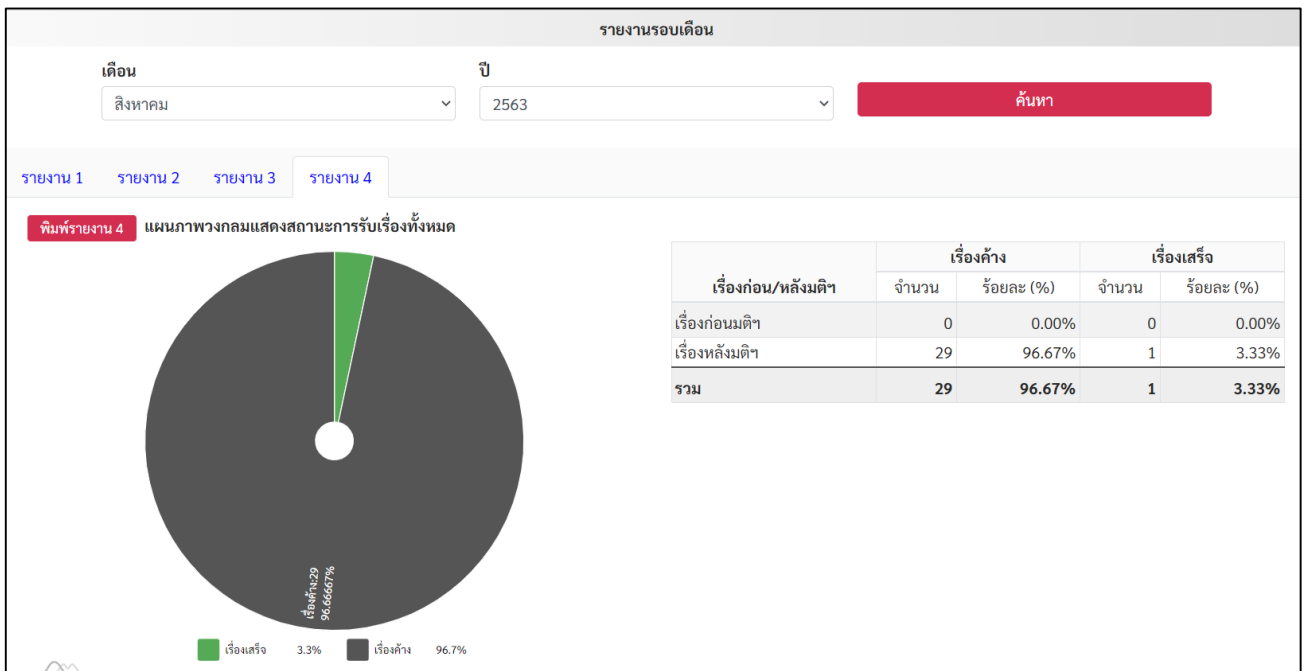 รายงานรอบเดือน
เดือน ปี
สิงหาคม 2563 ค้นหา
รายงาน 1 รายงาน 2 รายงาน 3 รายงาน 4
พิมพ์รายงาน 4 แผนภาพวงกลมแสดงสถานะการรับเรื่องทั้งหมด
เรื่องค้าง เรื่องเสร็จ
เรื่องก่อน/หลังมติฯ จำนวน ร้อยละ (%) จำนวน ร้อยละ (%)
เรื่องก่อนมติฯ 0 0.00% 0 0.00%
เรื่องหลังมติฯ 29 96.67% 1 3.33%
รวม 29 96.67% 1 3.33%
เรื่องค้าง:29
96.66667%
เรื่องเสร็จ 3.3% เรื่องค้าง 96.7%